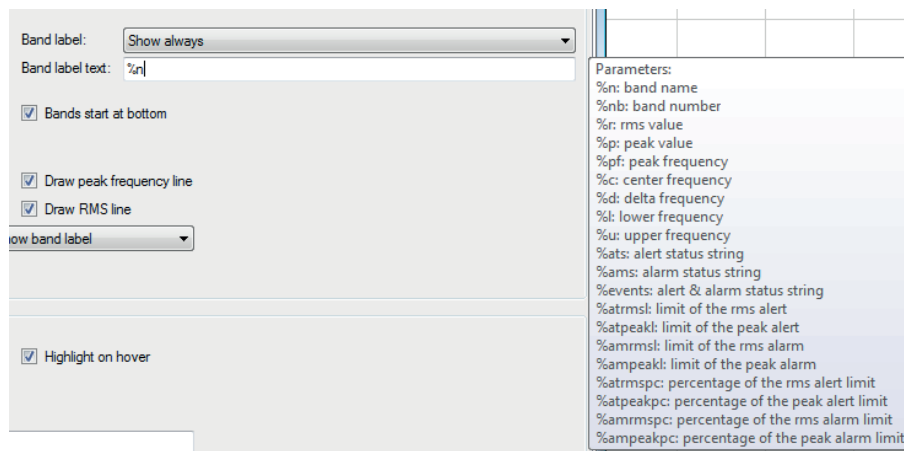 Band label: Show always
Band label text: %n
Bands start at bottom
Draw peak frequency line
Draw RMS line
ow band label
Highlight on hover
Parameters:
%n: band name
%nb: band number
%r: rms value
%p: peak value
%pf: peak frequency
%c: center frequency
%d: delta frequency
%l: lower frequency
%u: upper frequency
%ats: alert status string
%ams: alarm status string
%events: alert & alarm status string
%atrmsl: limit of the rms alert
%atpeakl: limit of the peak alert
%amrmsl: limit of the rms alarm
%ampeakl: limit of the peak alarm
%atrmspc: percentage of the rms alert limit
%atpeakpc: percentage of the peak alert limit
%amrmspc: percentage of the rms alarm limit
%ampeakpc: percentage of the peak alarm limit